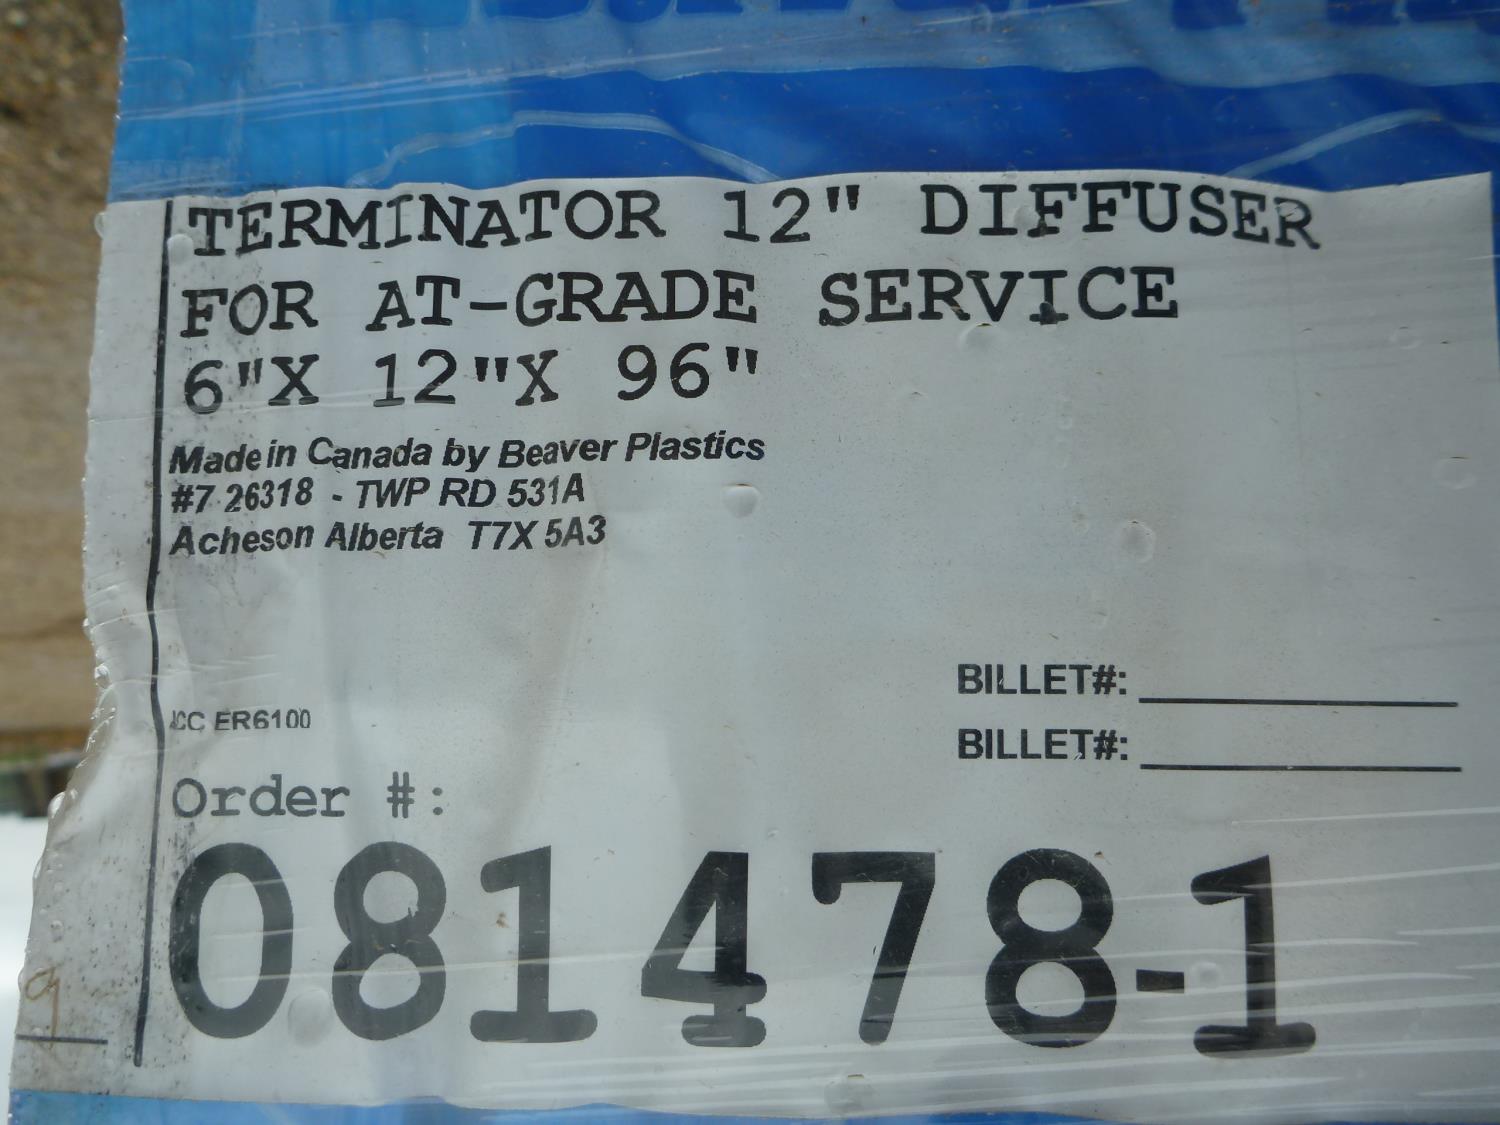 TERMINATOR 12" DIFFUSER
FOR AT-GRADE SERVICE
6"X 12"X 96"
Made in Canada by Beaver Plastics
#7 26318 - TWP RD 531A
Acheson Alberta T7X 5A3
BILLET#:
ICC ER6100
BILLET#:
Order #:
081478-1